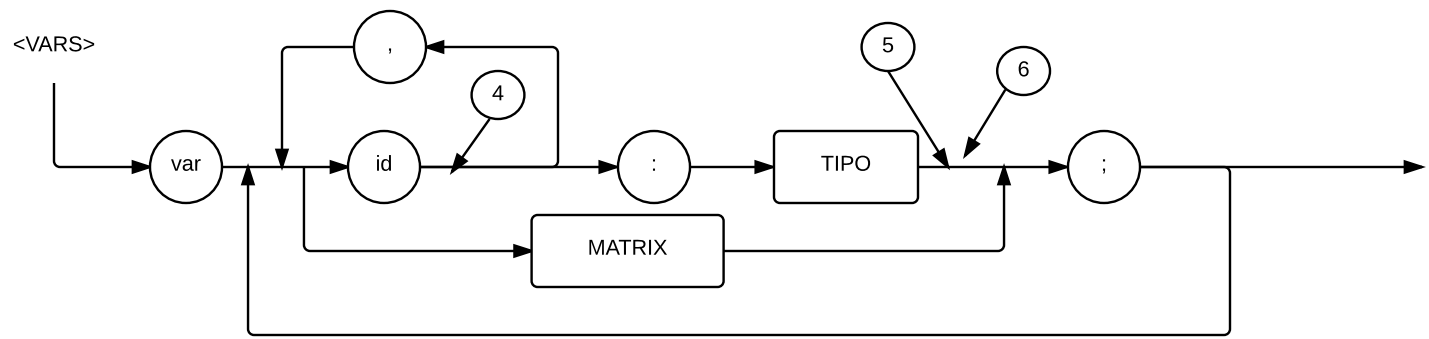 <VARS>
,
5
6
4
var
id
:
TIPO
;
MATRIX